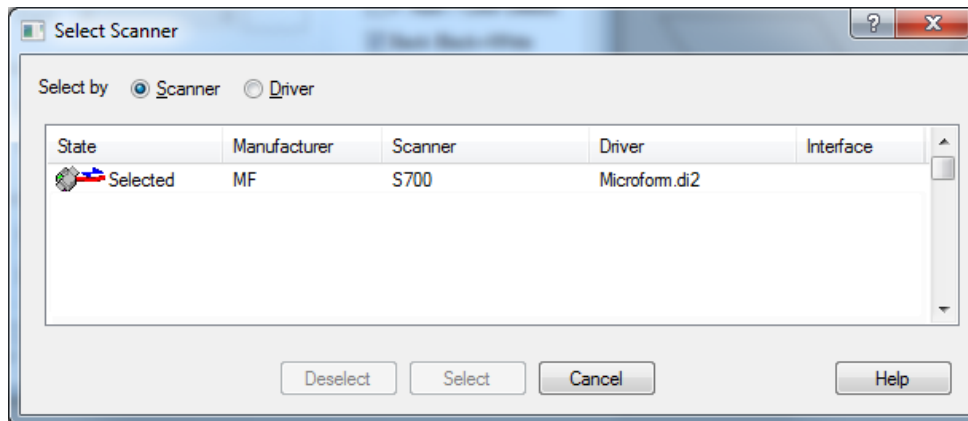 Select Scanner
Select by Scanner Driver
State Manufacturer Scanner Driver Interface
Selected MF S700 Microform.di2
Deselect Select Cancel Help